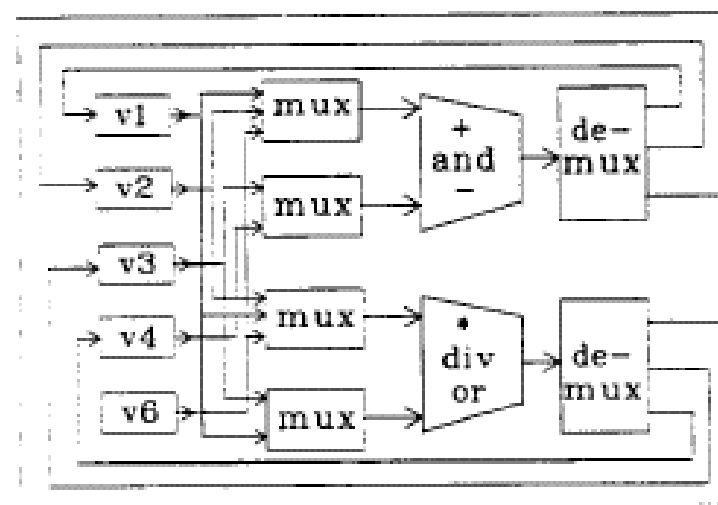 v1
mux
+
and
-
de-
mux
v2
mux
v3
v4
mux
*
div
or
de-
mux
v6
mux